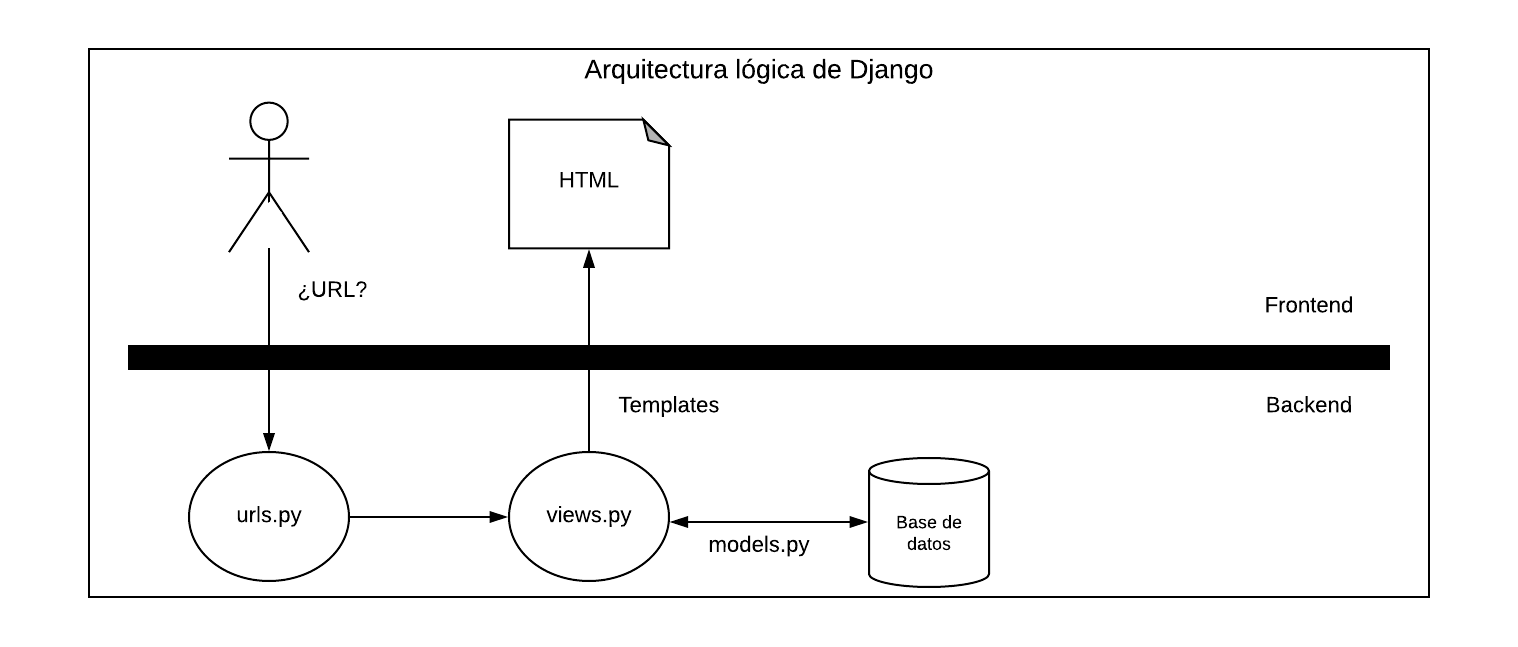 Arquitectura lógica de Django
HTML
¿URL?
Frontend
Templates
Backend
urls.py
views.py
models.py
Base de
datos